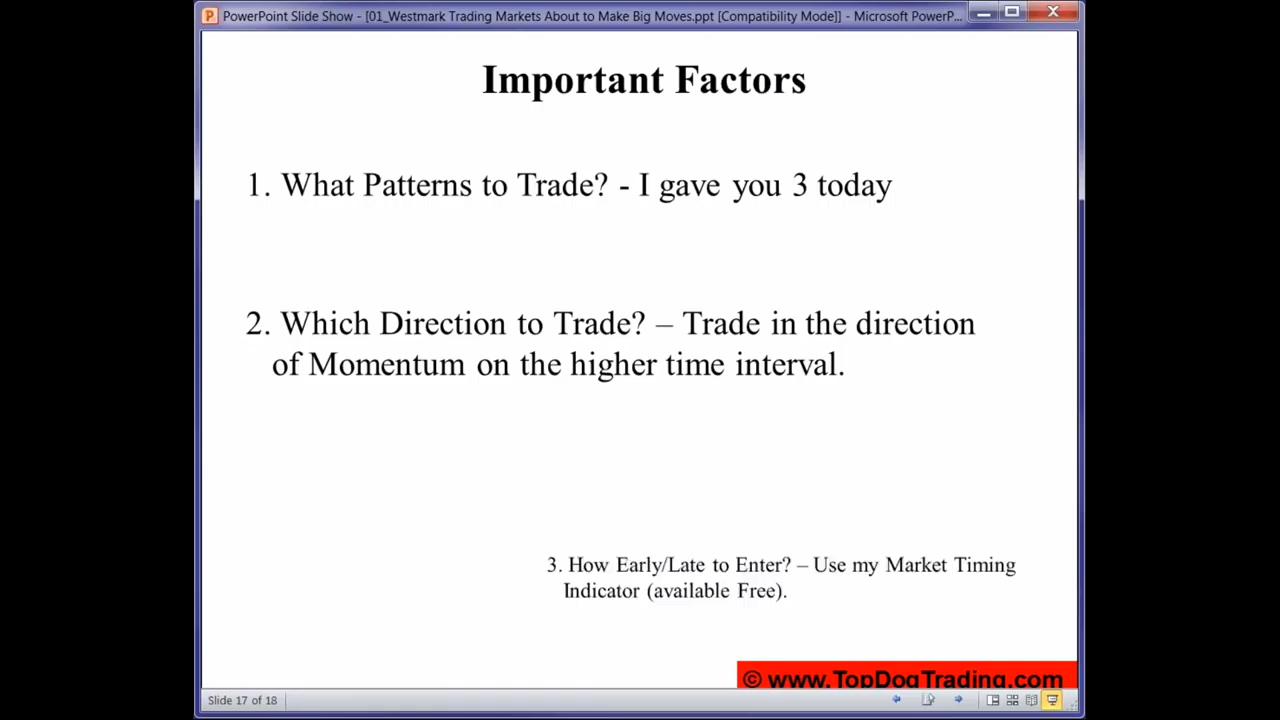 PowerPoint Slide Show - [01_Westmark Trading Markets About to Make Big Moves.ppt [Compatibility Mode]] - Microsoft PowerP...
Important Factors
1. What Patterns to Trade? - I gave you 3 today
2. Which Direction to Trade? – Trade in the direction
of Momentum on the higher time interval.
3. How Early/Late to Enter? – Use my Market Timing
Indicator (available Free).
© www.TopDogTrading.com
Slide 17 of 18